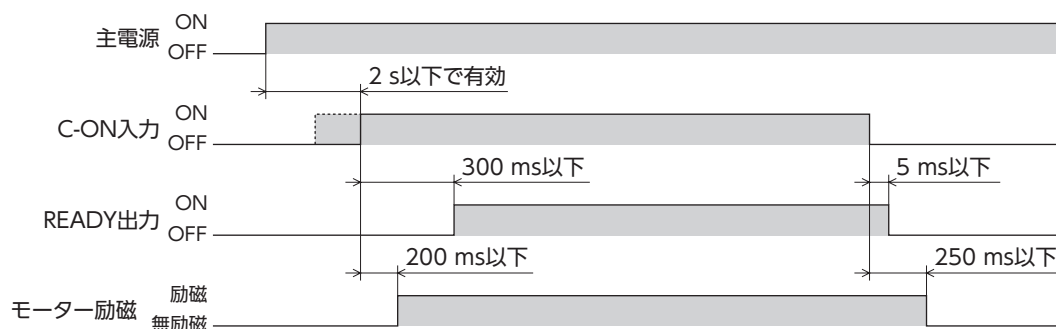 主電源 ON
OFF
2 s以下で有効
C-ON入力 ON
OFF
300 ms以下 5 ms以下
READY出力 ON
OFF
200 ms以下 250 ms以下
モーター励磁 励磁
無励磁